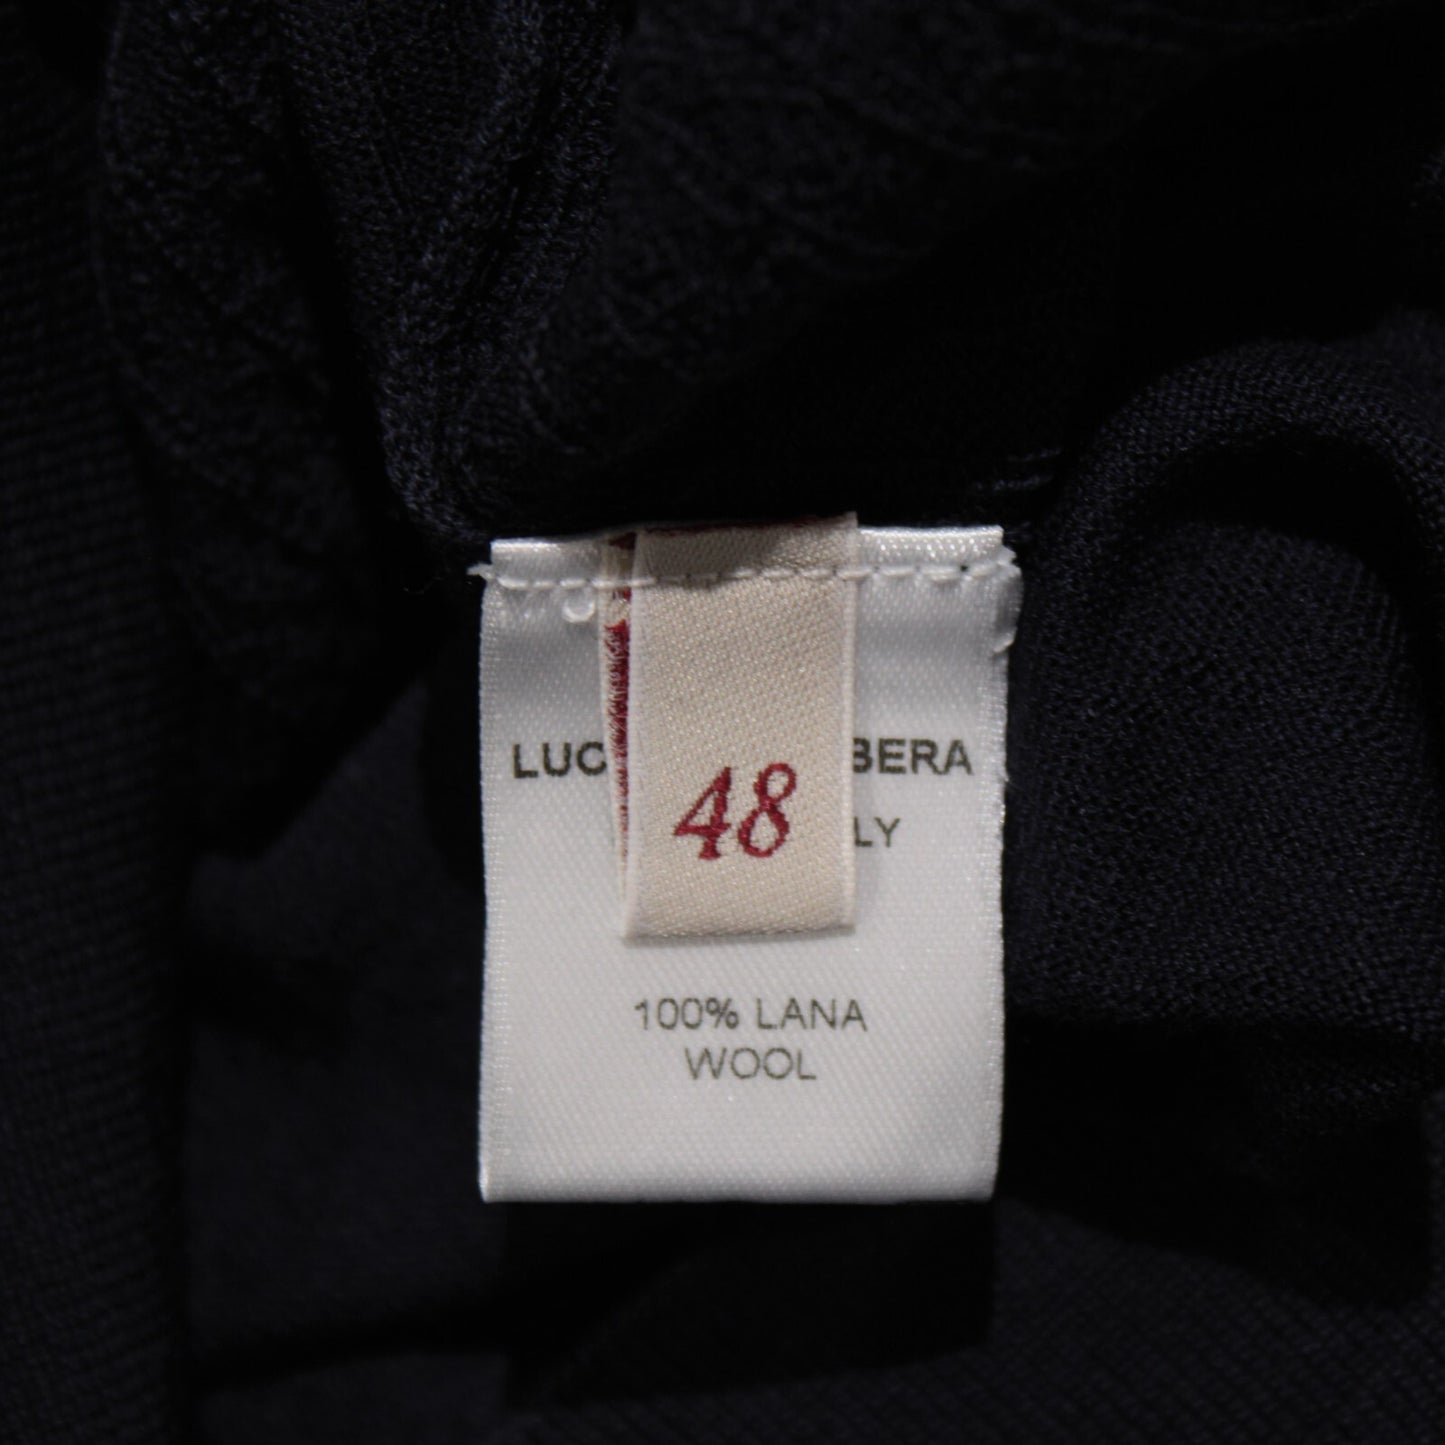 LUC BERA
48
LY
100% LANA
WOOL